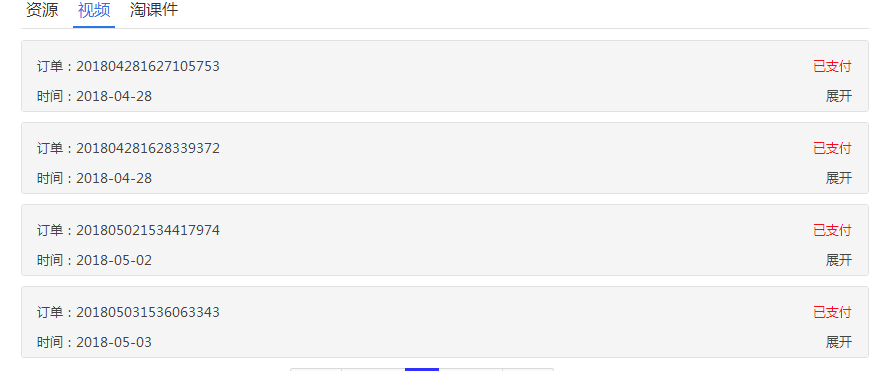 资源 视频 淘课件
订单：201804281627105753 已支付
时间：2018-04-28 展开
订单：201804281628339372 已支付
时间：2018-04-28 展开
订单：201805021534417974 已支付
时间：2018-05-02 展开
订单：201805031536063343 已支付
时间：2018-05-03 展开